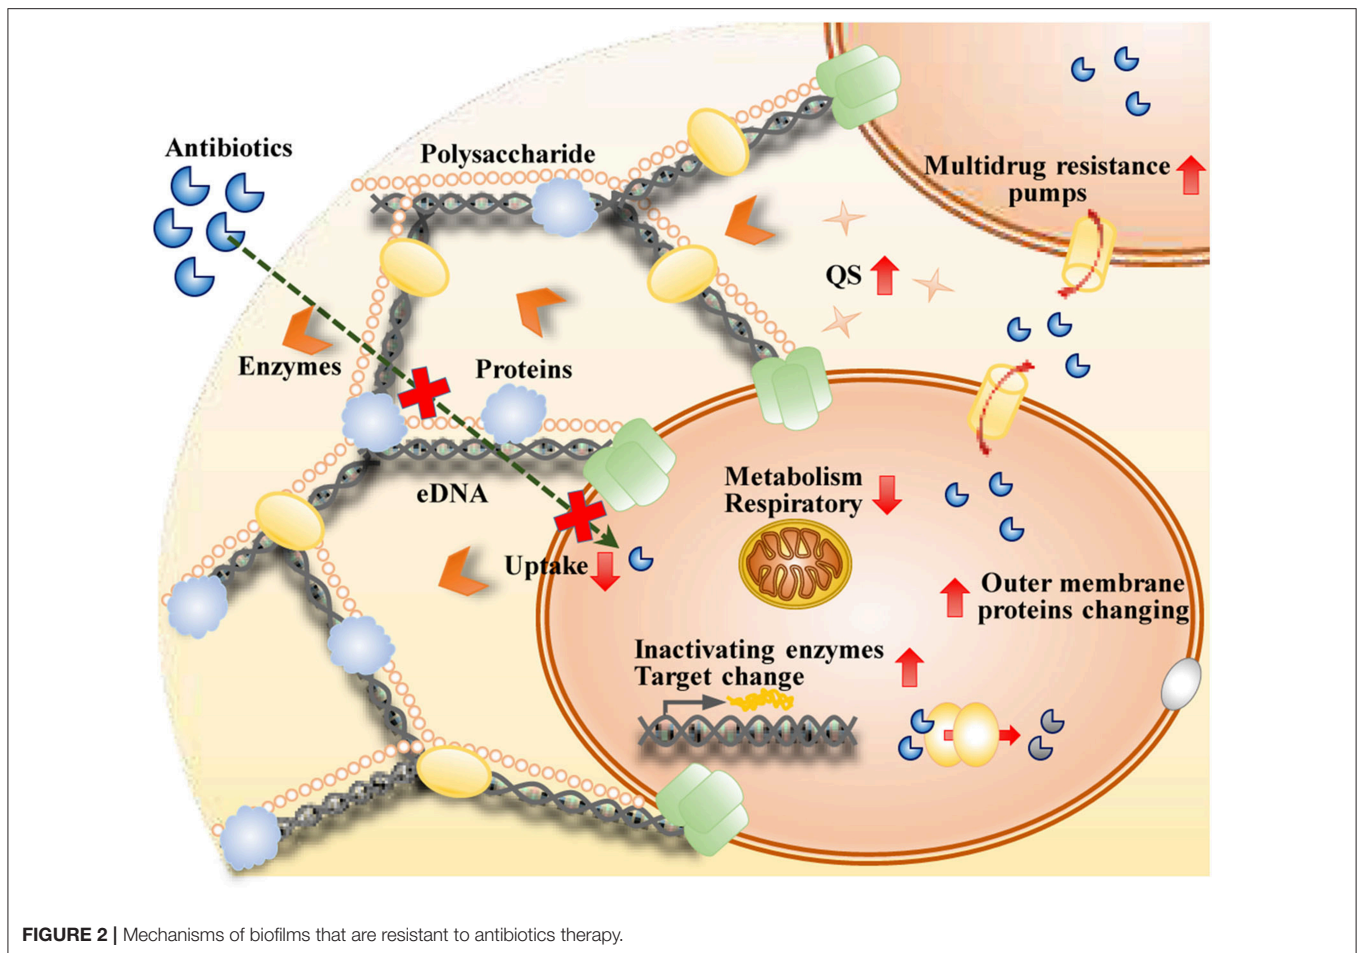 Antibiotics
Polysaccharide
Multidrug resistance
pumps
QS
Enzymes
Proteins
eDNA
Metabolism
Respiratory
Uptake
Outer membrane
proteins changing
Inactivating enzymes
Target change
FIGURE 2 | Mechanisms of biofilms that are resistant to antibiotics therapy.